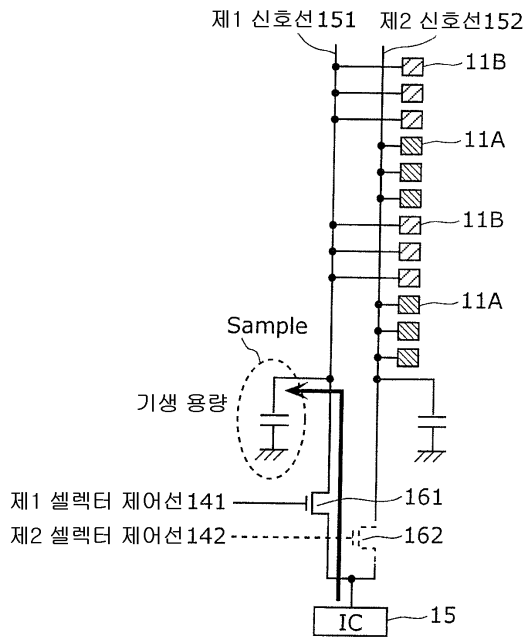 제1 신호선151 제2 신호선152
11B
11A
11B
11A
Sample
기생 용량
제1 셀렉터 제어선141
161
제2 셀렉터 제어선142
162
IC
15